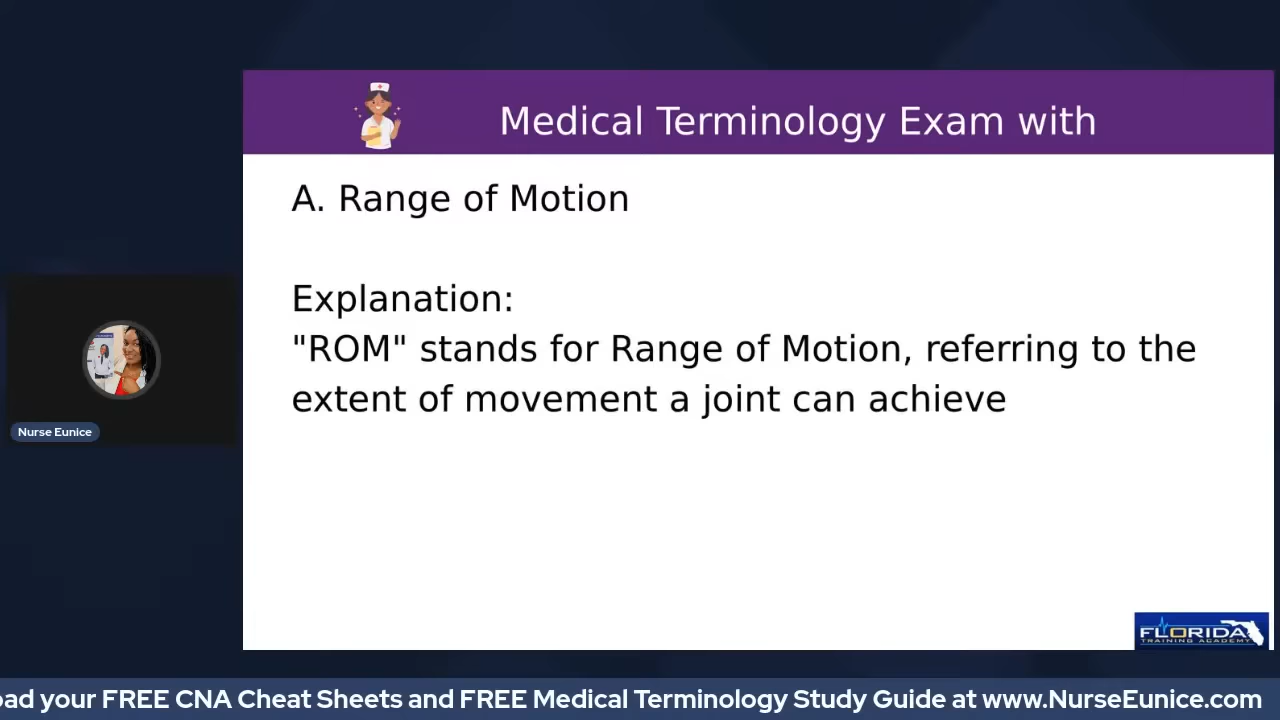 Medical Terminology Exam with
A. Range of Motion
Explanation:
"ROM" stands for Range of Motion, referring to the
extent of movement a joint can achieve
Nurse Eunice
FLORIDA
TRAINING ACADEMY
oad your FREE CNA Cheat Sheets and FREE Medical Terminology Study Guide at www.NurseEunice.com